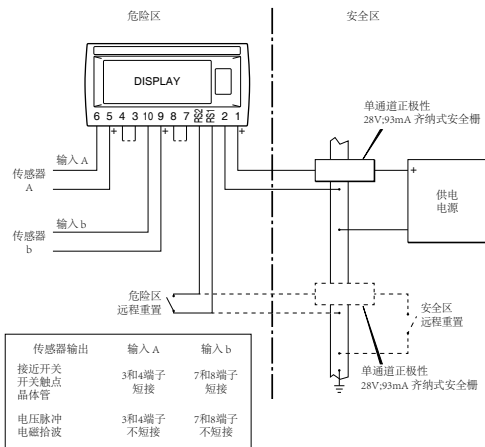 危险区
安全区
DISPLAY
6 5 4 3 10 9 8 7 RS2 RS1 2 1
+ + +
单通道正极性
28V;93mA 齐纳式安全栅
输入 A
传感器
A
+
供电
电源
输入 b
传感器
b
危险区
远程重置
安全区
远程重置
单通道正极性
28V;93mA 齐纳式安全栅
传感器输出 输入 A 输入 b
接近开关
开关触点
晶体管
3和4端子
短接
7和8端子
短接
电压脉冲
电磁拾波
3和4端子
不短接
7和8端子
不短接